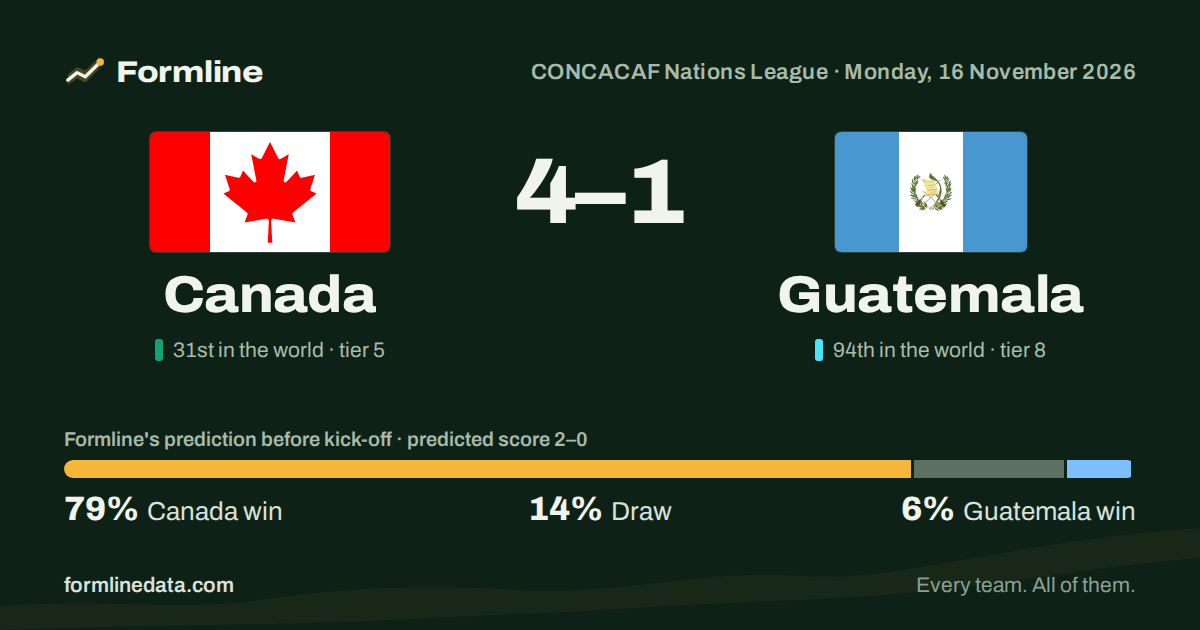 Formline
CONCACAF Nations League · Monday, 16 November 2026
4–1
Canada
Guatemala
31st in the world · tier 5
94th in the world · tier 8
Formline's prediction before kick-off · predicted score 2–0
79% Canada win
14% Draw
6% Guatemala win
formlinedata.com
Every team. All of them.